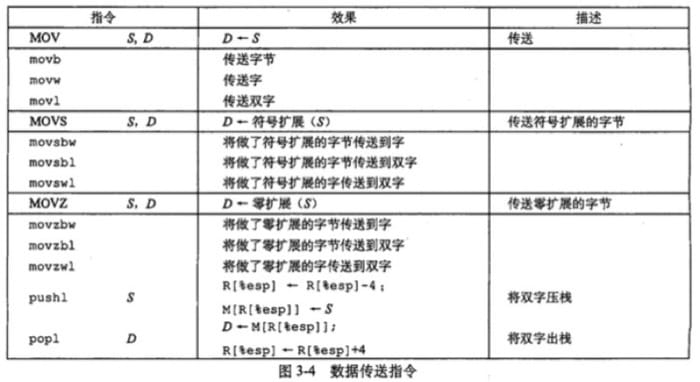 指令 效果 描述
MOV S, D D ← S 传送
movb 传送字节
movw 传送字
movl 传送双字
MOVS S, D D ← 符号扩展（S） 传送符号扩展的字节
movsbw 将做了符号扩展的字节传送到字
movsbl 将做了符号扩展的字节传送到双字
movswl 将做了符号扩展的字传送到双字
MOVZ S, D D ← 零扩展（S） 传送零扩展的字节
movzbw 将做了零扩展的字节传送到字
movzbl 将做了零扩展的字节传送到双字
movzwl 将做了零扩展的字传送到双字
pushl S R[%esp] ← R[%esp]-4； 将双字压栈
M[R[%esp]] ← S
popl D D ← M[R[%esp]]; 将双字出栈
R[%esp] ← R[%esp]+4
图 3-4 数据传送指令